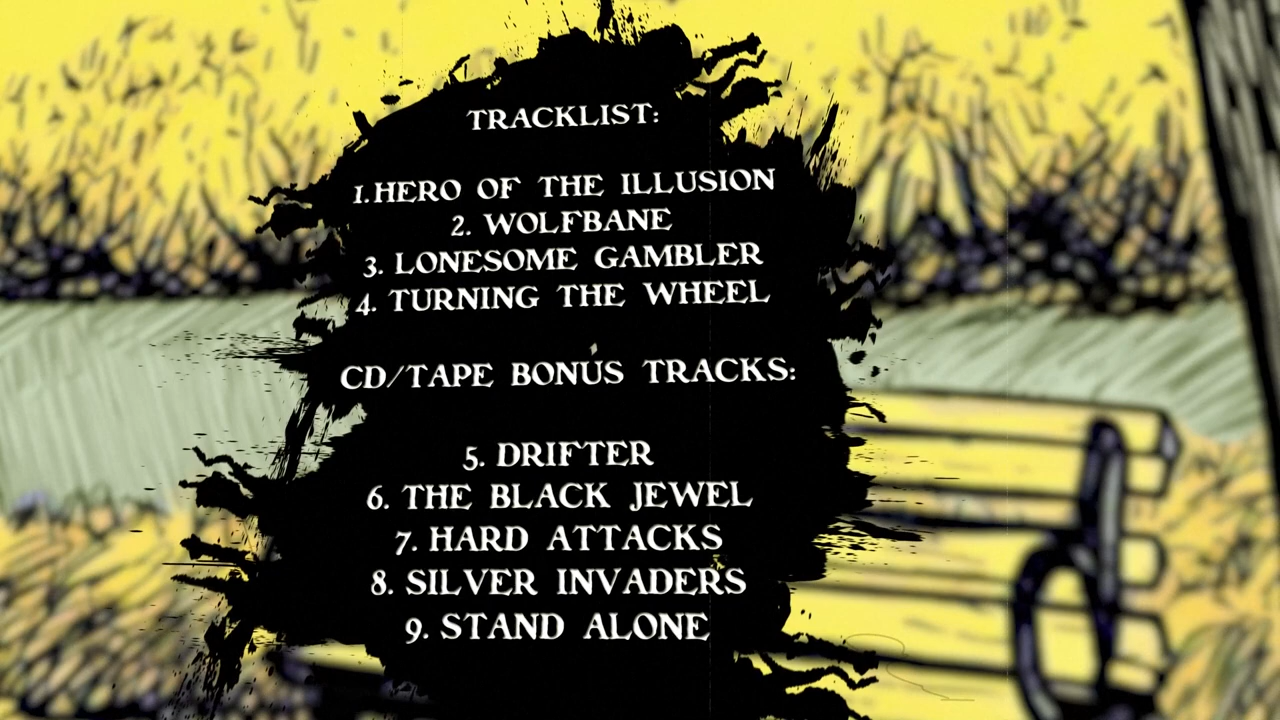 TRACKLIST:
1.HERO OF THE ILLUSION
2. WOLFBANE
3. LONESOME GAMBLER
4. TURNING THE WHEEL
CD/TAPE BONUS TRACKS:
5. DRIFTER
6. THE BLACK JEWEL
7. HARD ATTACKS
8. SILVER INVADERS
9. STAND ALONE